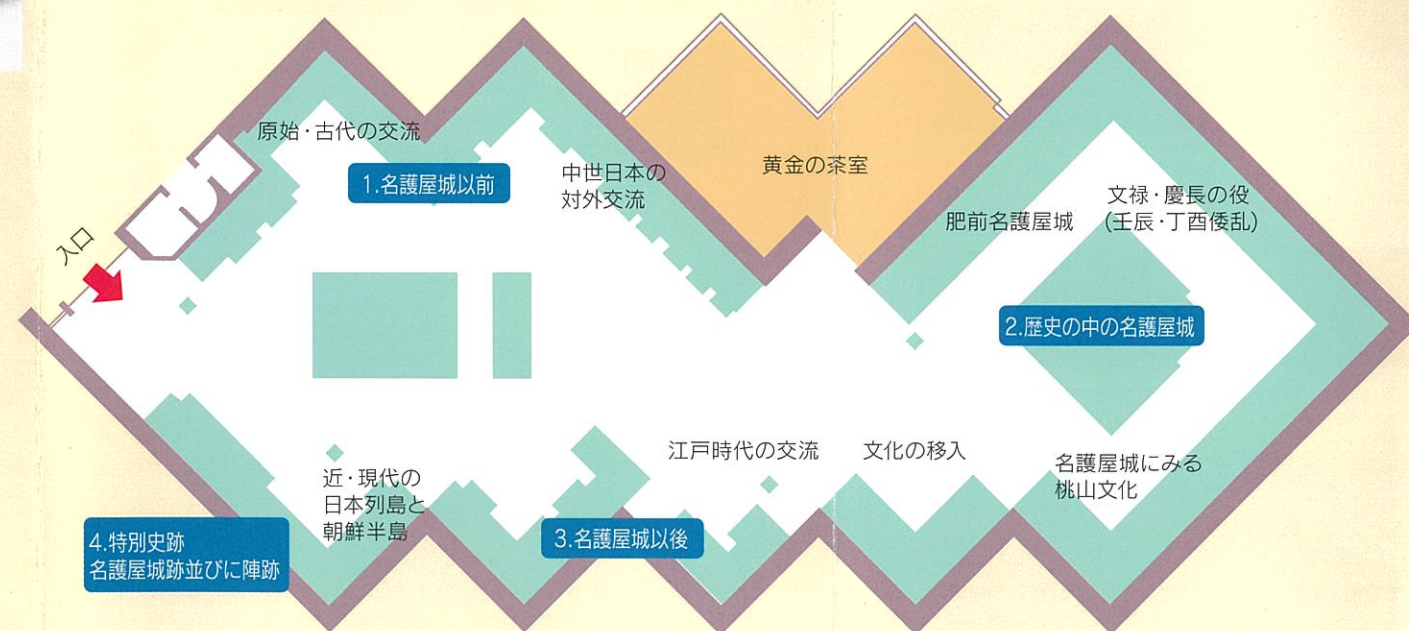 入口
原始・古代の交流
1.名護屋城以前
中世日本の
対外交流
黄金の茶室
肥前名護屋城
文禄・慶長の役
(壬辰・丁酉倭乱)
2.歴史の中の名護屋城
名護屋城にみる
桃山文化
文化の移入
江戸時代の交流
3.名護屋城以後
近・現代の
日本列島と
朝鮮半島
4.特別史跡
名護屋城跡並びに陣跡